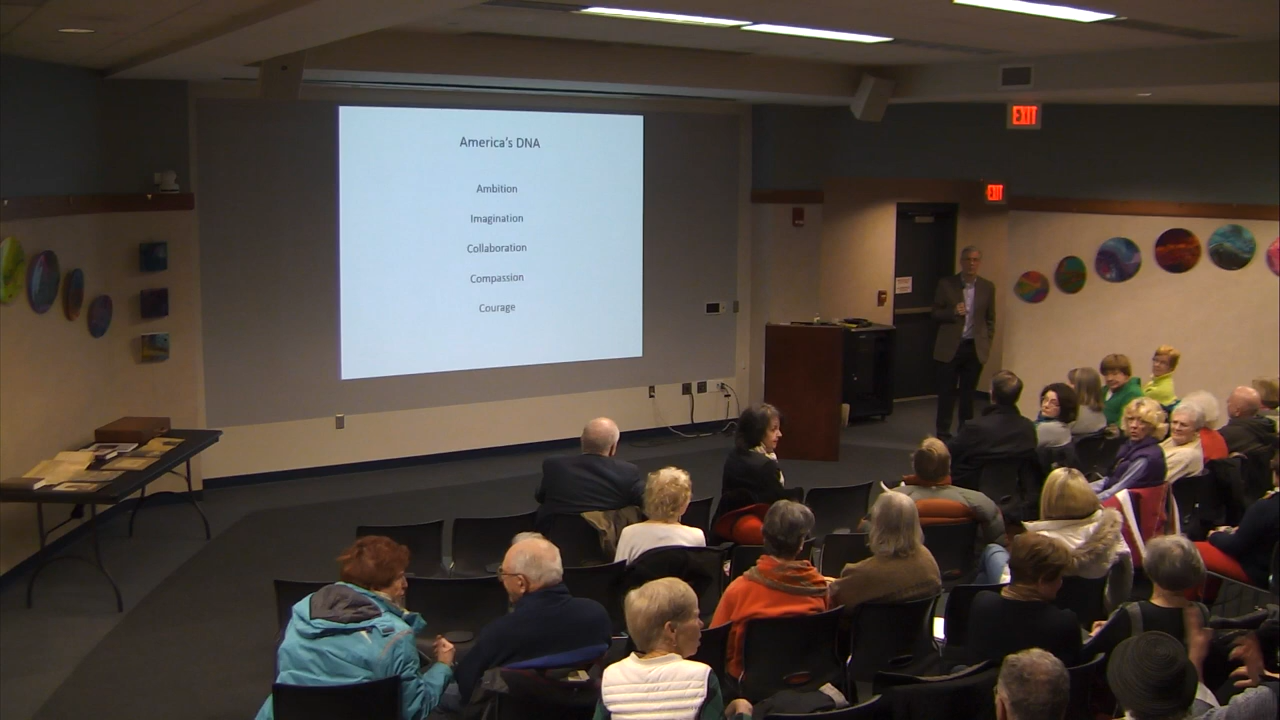 America's DNA
Ambition
Imagination
Collaboration
Compassion
Courage
EXIT
EXIT